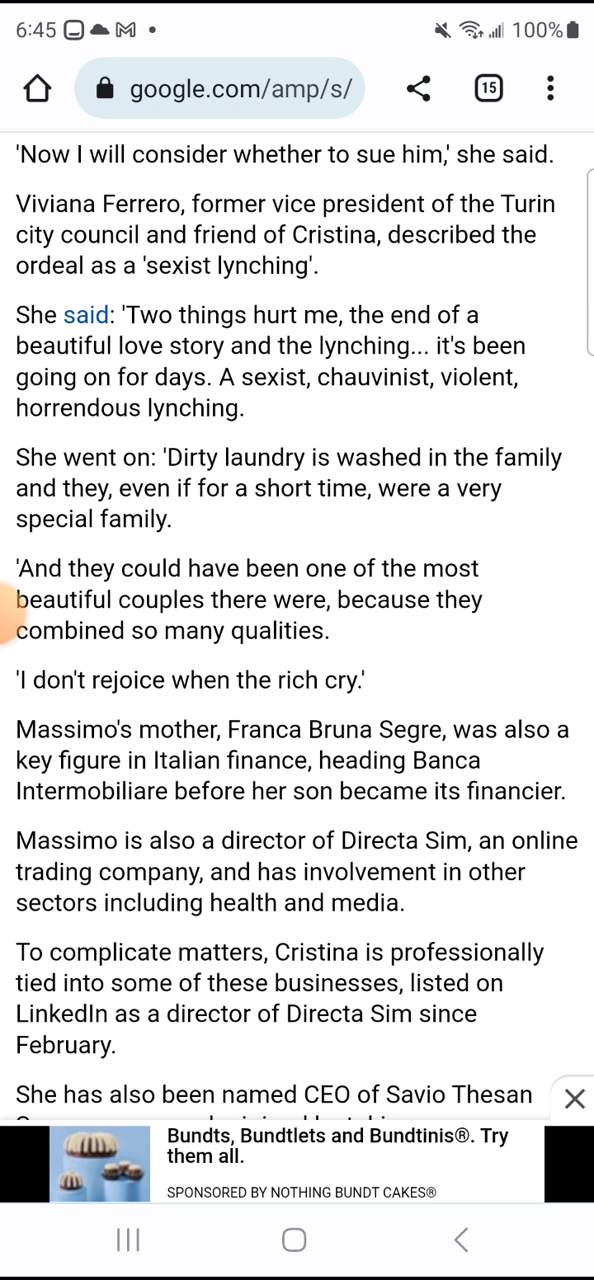 6:45
100%
google.com/amp/s/
15
'Now I will consider whether to sue him,' she said.
Viviana Ferrero, former vice president of the Turin
city council and friend of Cristina, described the
ordeal as a 'sexist lynching'.
She said: 'Two things hurt me, the end of a
beautiful love story and the lynching... it's been
going on for days. A sexist, chauvinist, violent,
horrendous lynching.
She went on: 'Dirty laundry is washed in the family
and they, even if for a short time, were a very
special family.
'And they could have been one of the most
beautiful couples there were, because they
combined so many qualities.
'I don't rejoice when the rich cry.'
Massimo's mother, Franca Bruna Segre, was also a
key figure in Italian finance, heading Banca
Intermobiliare before her son became its financier.
Massimo is also a director of Directa Sim, an online
trading company, and has involvement in other
sectors including health and media.
To complicate matters, Cristina is professionally
tied into some of these businesses, listed on
LinkedIn as a director of Directa Sim since
February.
She has also been named CEO of Savio Thesan
Bundts, Bundtlets and Bundtinis®. Try
them all.
SPONSORED BY NOTHING BUNDT CAKES®